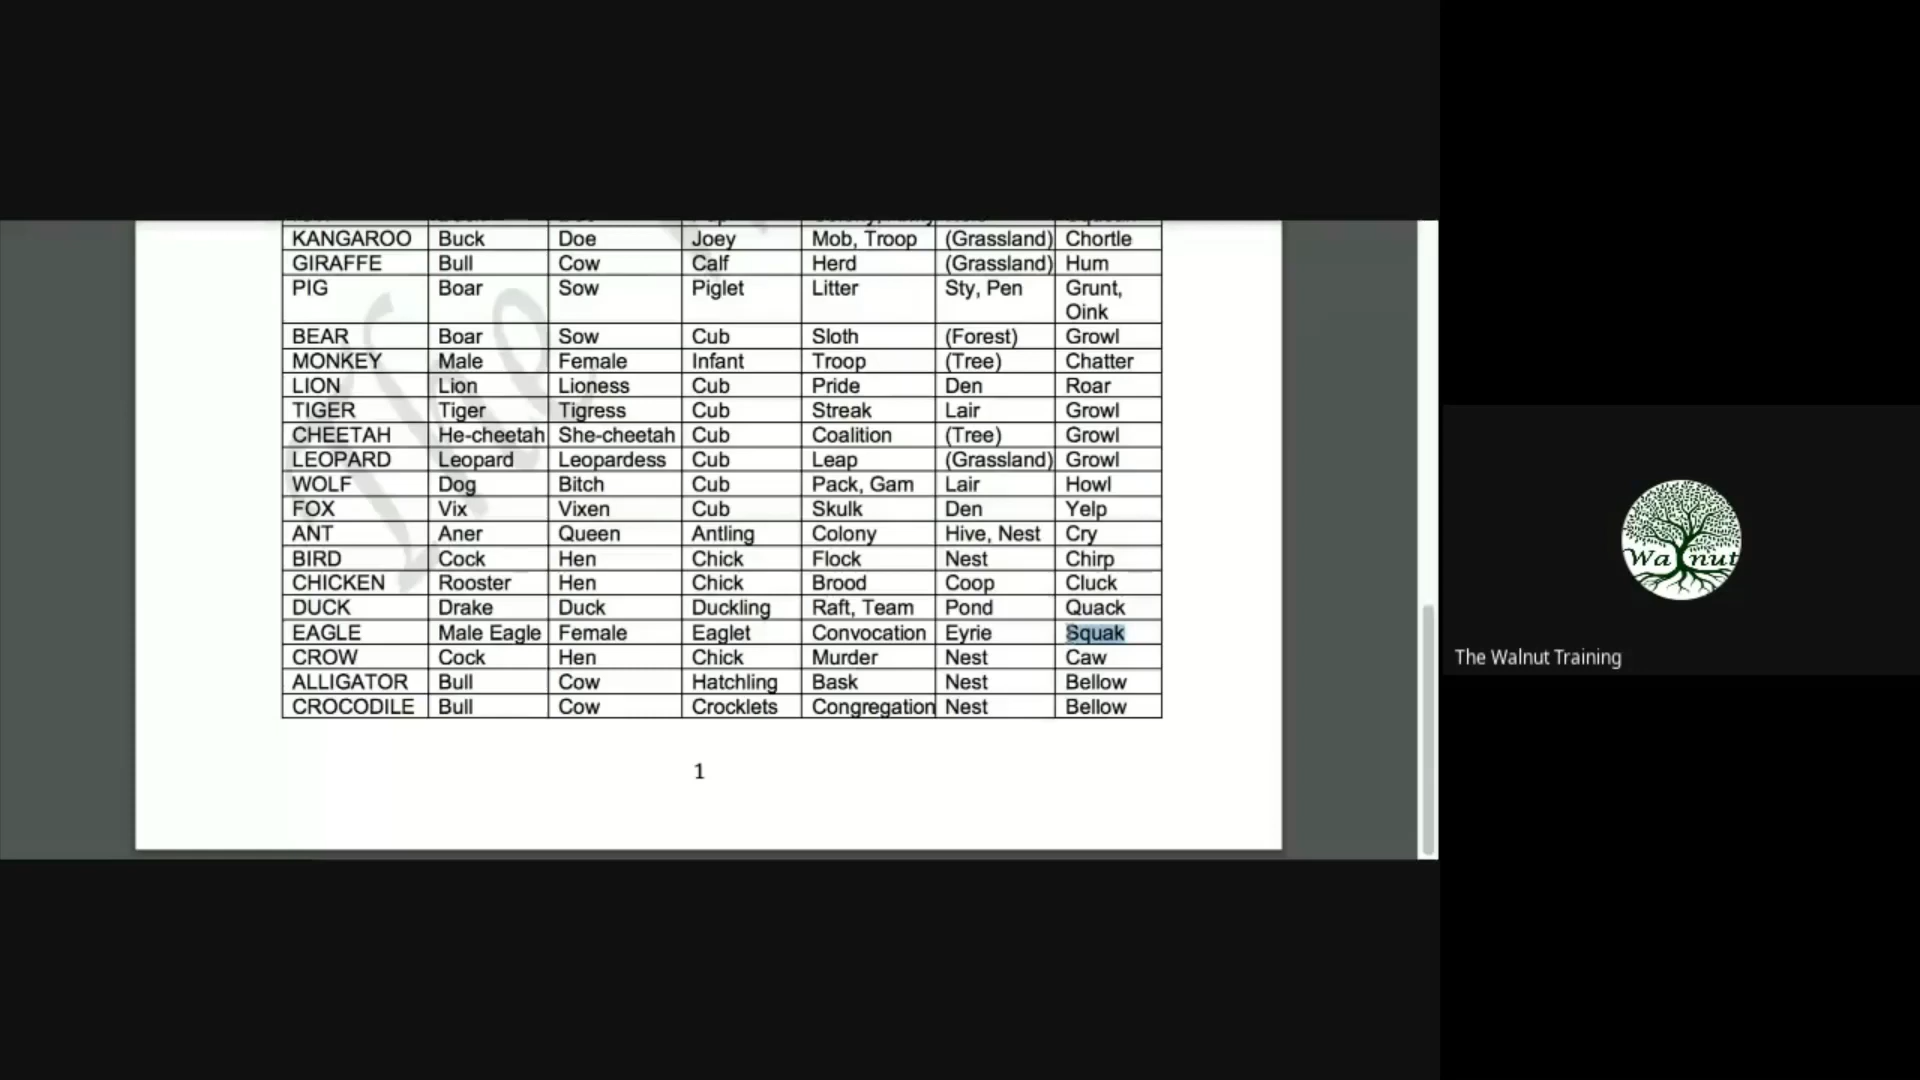 KANGAROO Buck Doe Joey Mob, Troop (Grassland) Chortle
GIRAFFE Bull Cow Calf Herd (Grassland) Hum
PIG Boar Sow Piglet Litter Sty, Pen Grunt,
Oink
BEAR Boar Sow Cub Sloth (Forest) Growl
MONKEY Male Female Infant Troop (Tree) Chatter
LION Lion Lioness Cub Pride Den Roar
TIGER Tiger Tigress Cub Streak Lair Growl
CHEETAH He-cheetah She-cheetah Cub Coalition (Tree) Growl
LEOPARD Leopard Leopardess Cub Leap (Grassland) Growl
WOLF Dog Bitch Cub Pack, Gam Lair Howl
FOX Vix Vixen Cub Skulk Den Yelp
ANT Aner Queen Antling Colony Hive, Nest Cry
BIRD Cock Hen Chick Flock Nest Chirp
CHICKEN Rooster Hen Chick Brood Coop Cluck
DUCK Drake Duck Duckling Raft, Team Pond Quack
EAGLE Male Eagle Female Eaglet Convocation Eyrie Squak
CROW Cock Hen Chick Murder Nest Caw
ALLIGATOR Bull Cow Hatchling Bask Nest Bellow
CROCODILE Bull Cow Crocklets Congregation Nest Bellow
1
The
Walnut
The Walnut Training